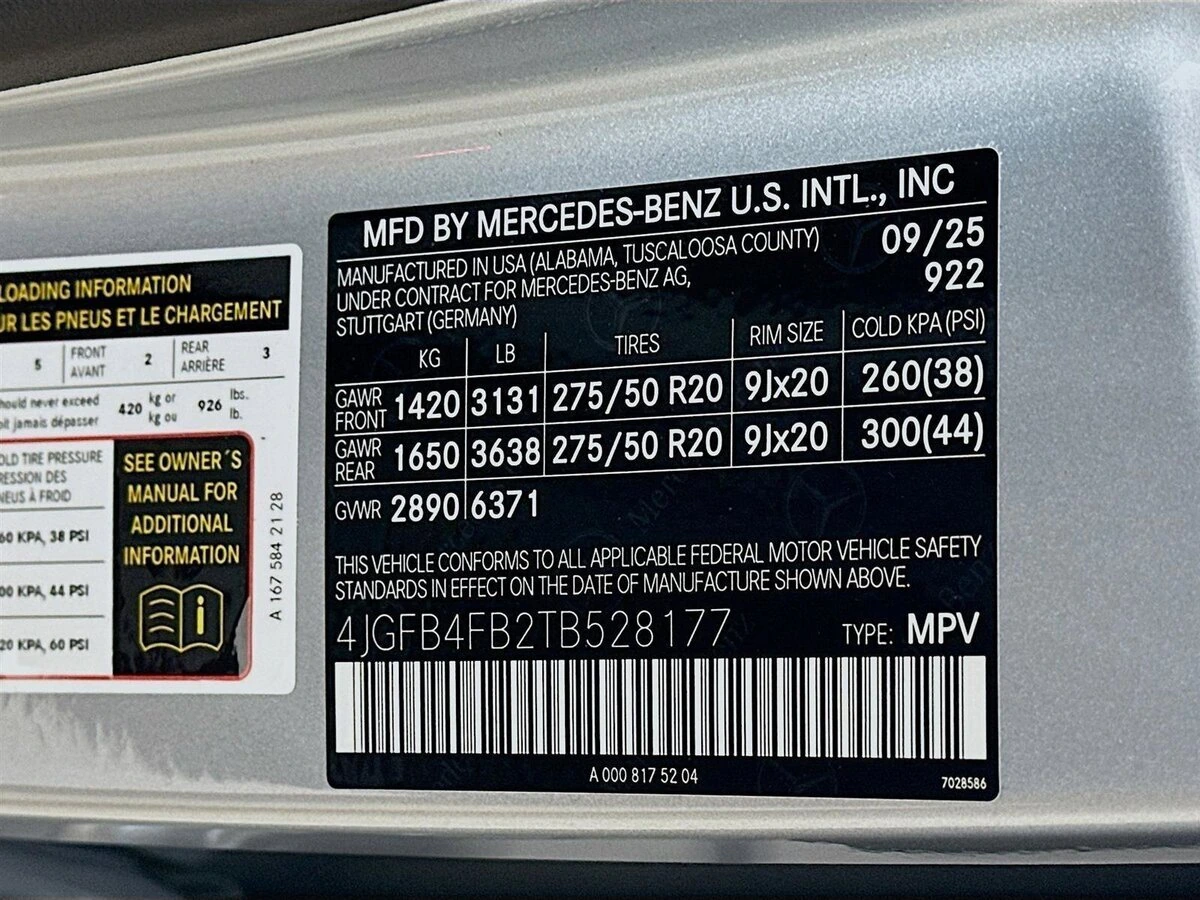 LOADING INFORMATION
UR LES PNEUS ET LE CHARGEMENT
5 FRONT AVANT 2 REAR ARRIÈRE 3
hould never exceed 420 kg or 926 lbs.
oit jamais dépasser kg ou lb.
OLD TIRE PRESSURE
RESSION DES
NEUS À FROID
60 KPA, 38 PSI
00 KPA, 44 PSI
20 KPA, 60 PSI
SEE OWNER´S
MANUAL FOR
ADDITIONAL
INFORMATION
i
A 167 584 21 28
MFD BY MERCEDES-BENZ U.S. INTL., INC
MANUFACTURED IN USA (ALABAMA, TUSCALOOSA COUNTY) 09/25
UNDER CONTRACT FOR MERCEDES-BENZ AG, 922
STUTTGART (GERMANY)
KG LB TIRES RIM SIZE COLD KPA (PSI)
GAWR FRONT 1420 3131 275/50 R20 9Jx20 260(38)
GAWR REAR 1650 3638 275/50 R20 9Jx20 300(44)
GVWR 2890 6371
THIS VEHICLE CONFORMS TO ALL APPLICABLE FEDERAL MOTOR VEHICLE SAFETY
STANDARDS IN EFFECT ON THE DATE OF MANUFACTURE SHOWN ABOVE.
4JGFB4FB2TB528177 TYPE: MPV
A 000 817 52 04
7028586